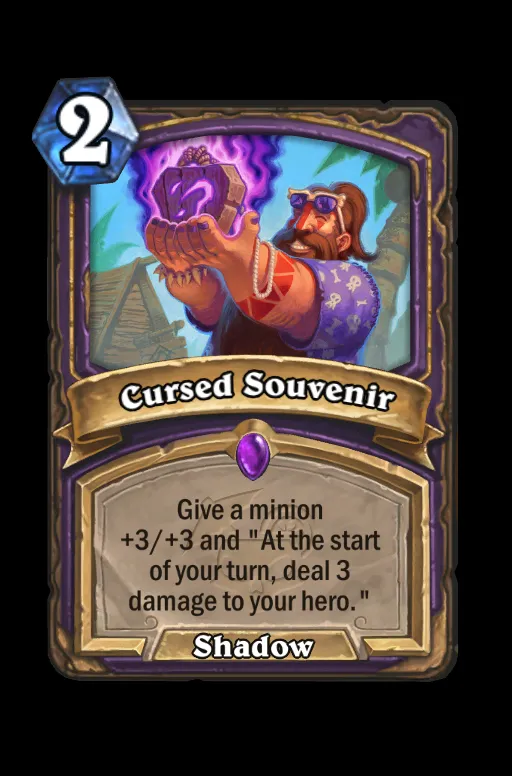 2
Cursed Souvenir
Give a minion
+3/+3 and "At the start
of your turn, deal 3
damage to your hero."
Shadow